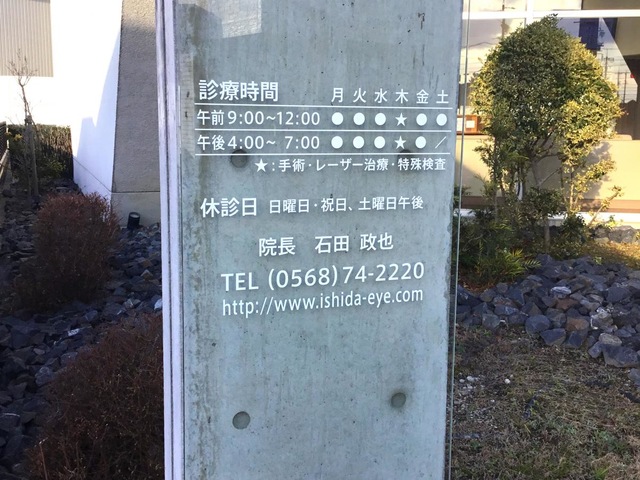 診療時間 月 火 水 木 金 土
午前 9:00~12:00 ● ● ● ★ ● ●
午後 4:00~ 7:00 ● ● ● ★ ● ／
★:手術・レーザー治療・特殊検査
休診日 日曜日・祝日、土曜日午後
院長 石田 政也
TEL (0568)74-2220
http://www.ishida-eye.com